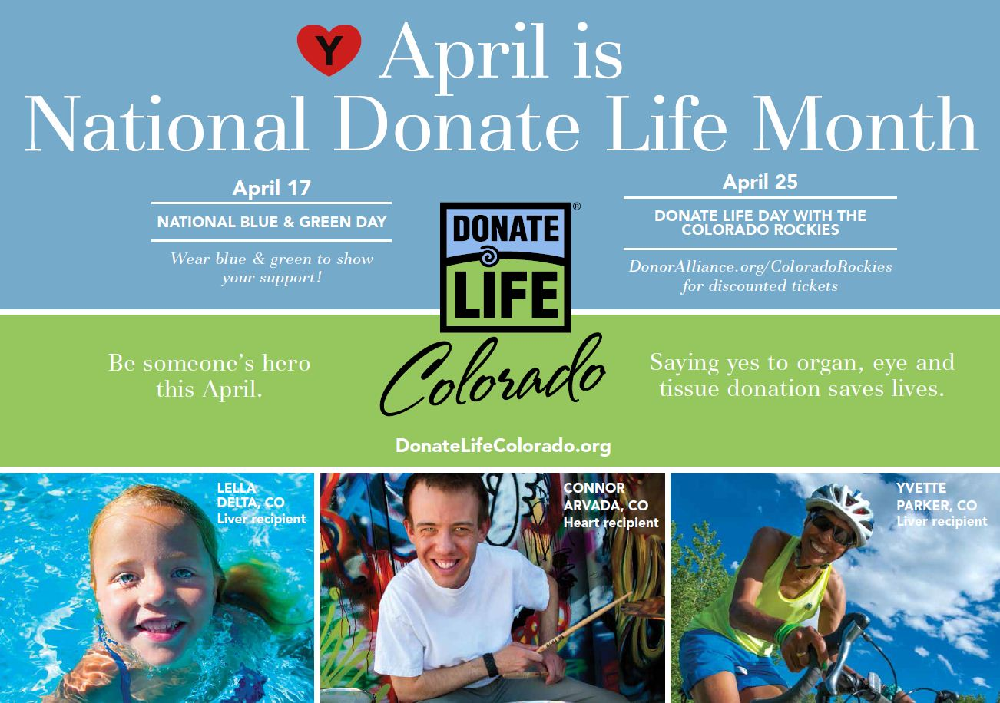 Y April is
National Donate Life Month
April 17
NATIONAL BLUE & GREEN DAY
Wear blue & green to show
your support!
April 25
DONATE LIFE DAY WITH THE
COLORADO ROCKIES
DonorAlliance.org/ColoradoRockies
for discounted tickets
DONATE®
LIFE
Colorado
Be someone’s hero
this April.
Saying yes to organ, eye and
tissue donation saves lives.
DonateLifeColorado.org
LELLA
DELTA, CO
Liver recipient
CONNOR
ARVADA, CO
Heart recipient
YVETTE
PARKER, CO
Liver recipient